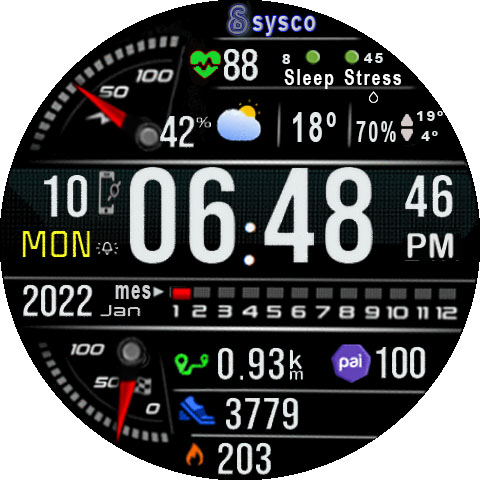 8 sysco
100
50
88
8 45
Sleep Stress
42%
18°
70%
19°
4°
10
MON
06:48
46
PM
2022
mes
Jan
1 2 3 4 5 6 7 8 9 10 11 12
100
50
0
0.93km
pai 100
3779
203